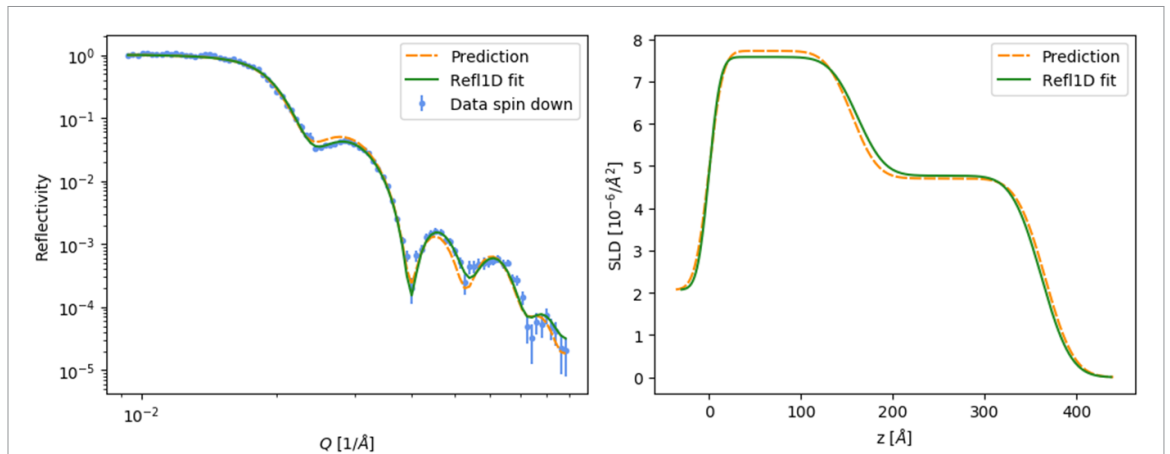 10^0
10^-1
10^-2
10^-3
10^-4
10^-5
Reflectivity
Prediction
Refl1D fit
Data spin down
10^-2
Q [1/Å]
8
7
6
5
4
3
2
1
0
SLD [10^-6/Å^2]
Prediction
Refl1D fit
0 100 200 300 400
z [Å]